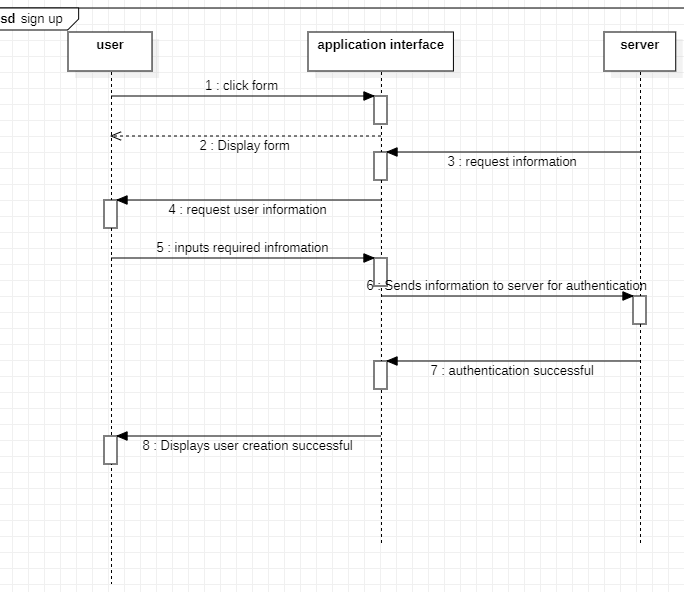 sd sign up
user
application interface
server
1 : click form
2 : Display form
3 : request information
4 : request user information
5 : inputs required infromation
6 : Sends information to server for authentication
7 : authentication successful
8 : Displays user creation successful